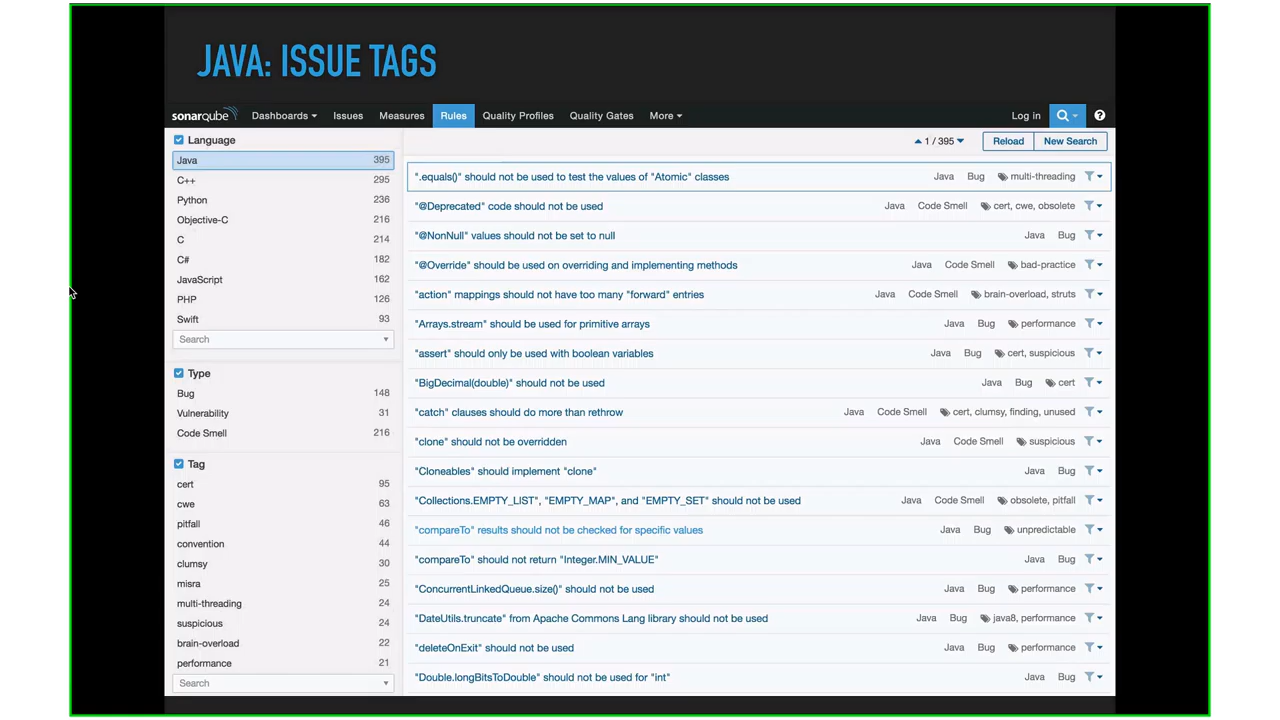 JAVA: ISSUE TAGS
sonarqube Dashboards Issues Measures Rules Quality Profiles Quality Gates More Log in ?
Language
Java 395
C++ 295
Python 236
Objective-C 216
C 214
C# 182
JavaScript 162
PHP 126
Swift 93
Search
Type
Bug 148
Vulnerability 31
Code Smell 216
Tag
cert 95
cwe 63
pitfall 46
convention 44
clumsy 30
misra 25
multi-threading 24
suspicious 24
brain-overload 22
performance 21
Search
1 / 395 Reload New Search
".equals()" should not be used to test the values of "Atomic" classes Java Bug multi-threading
"@Deprecated" code should not be used Java Code Smell cert, cwe, obsolete
"@NonNull" values should not be set to null Java Bug
"@Override" should be used on overriding and implementing methods Java Code Smell bad-practice
"action" mappings should not have too many "forward" entries Java Code Smell brain-overload, struts
"Arrays.stream" should be used for primitive arrays Java Bug performance
"assert" should only be used with boolean variables Java Bug cert, suspicious
"BigDecimal(double)" should not be used Java Bug cert
"catch" clauses should do more than rethrow Java Code Smell cert, clumsy, finding, unused
"clone" should not be overridden Java Code Smell suspicious
"Cloneables" should implement "clone" Java Bug
"Collections.EMPTY_LIST", "EMPTY_MAP", and "EMPTY_SET" should not be used Java Code Smell obsolete, pitfall
"compareTo" results should not be checked for specific values Java Bug unpredictable
"compareTo" should not return "Integer.MIN_VALUE" Java Bug
"ConcurrentLinkedQueue.size()" should not be used Java Bug performance
"DateUtils.truncate" from Apache Commons Lang library should not be used Java Bug java8, performance
"deleteOnExit" should not be used Java Bug performance
"Double.longBitsToDouble" should not be used for "int" Java Bug